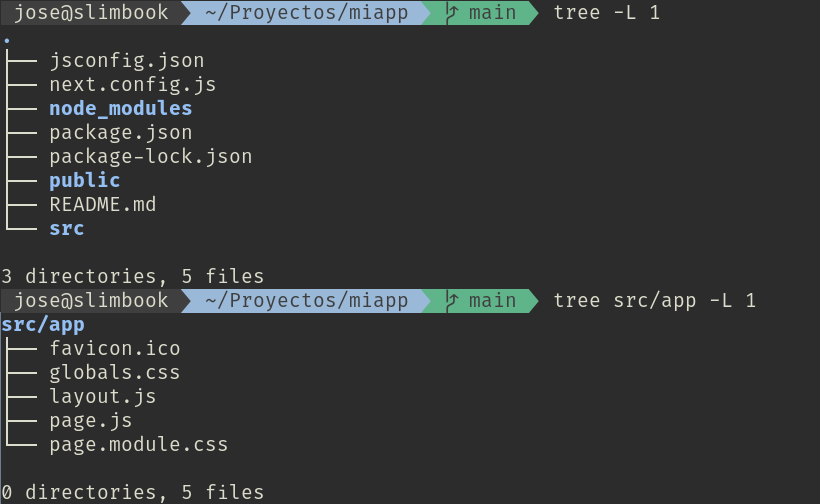 jose@slimbook ~/Proyectos/miapp main tree -L 1
.
├── jsconfig.json
├── next.config.js
├── node_modules
├── package.json
├── package-lock.json
├── public
├── README.md
└── src
3 directories, 5 files
jose@slimbook ~/Proyectos/miapp main tree src/app -L 1
src/app
├── favicon.ico
├── globals.css
├── layout.js
├── page.js
└── page.module.css
0 directories, 5 files